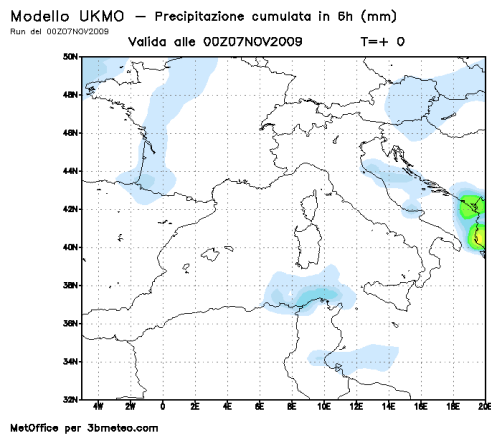 Modello UKMO – Precipitazione cumulata in 6h (mm)
Run del 00Z07NOV2009
Valida alle 00Z07NOV2009 T=+ 0
50N
48N
46N
44N
42N
40N
38N
36N
34N
32N
4W 2W 0 2E 4E 6E 8E 10E 12E 14E 16E 18E 20E
MetOffice per 3bmeteo.com